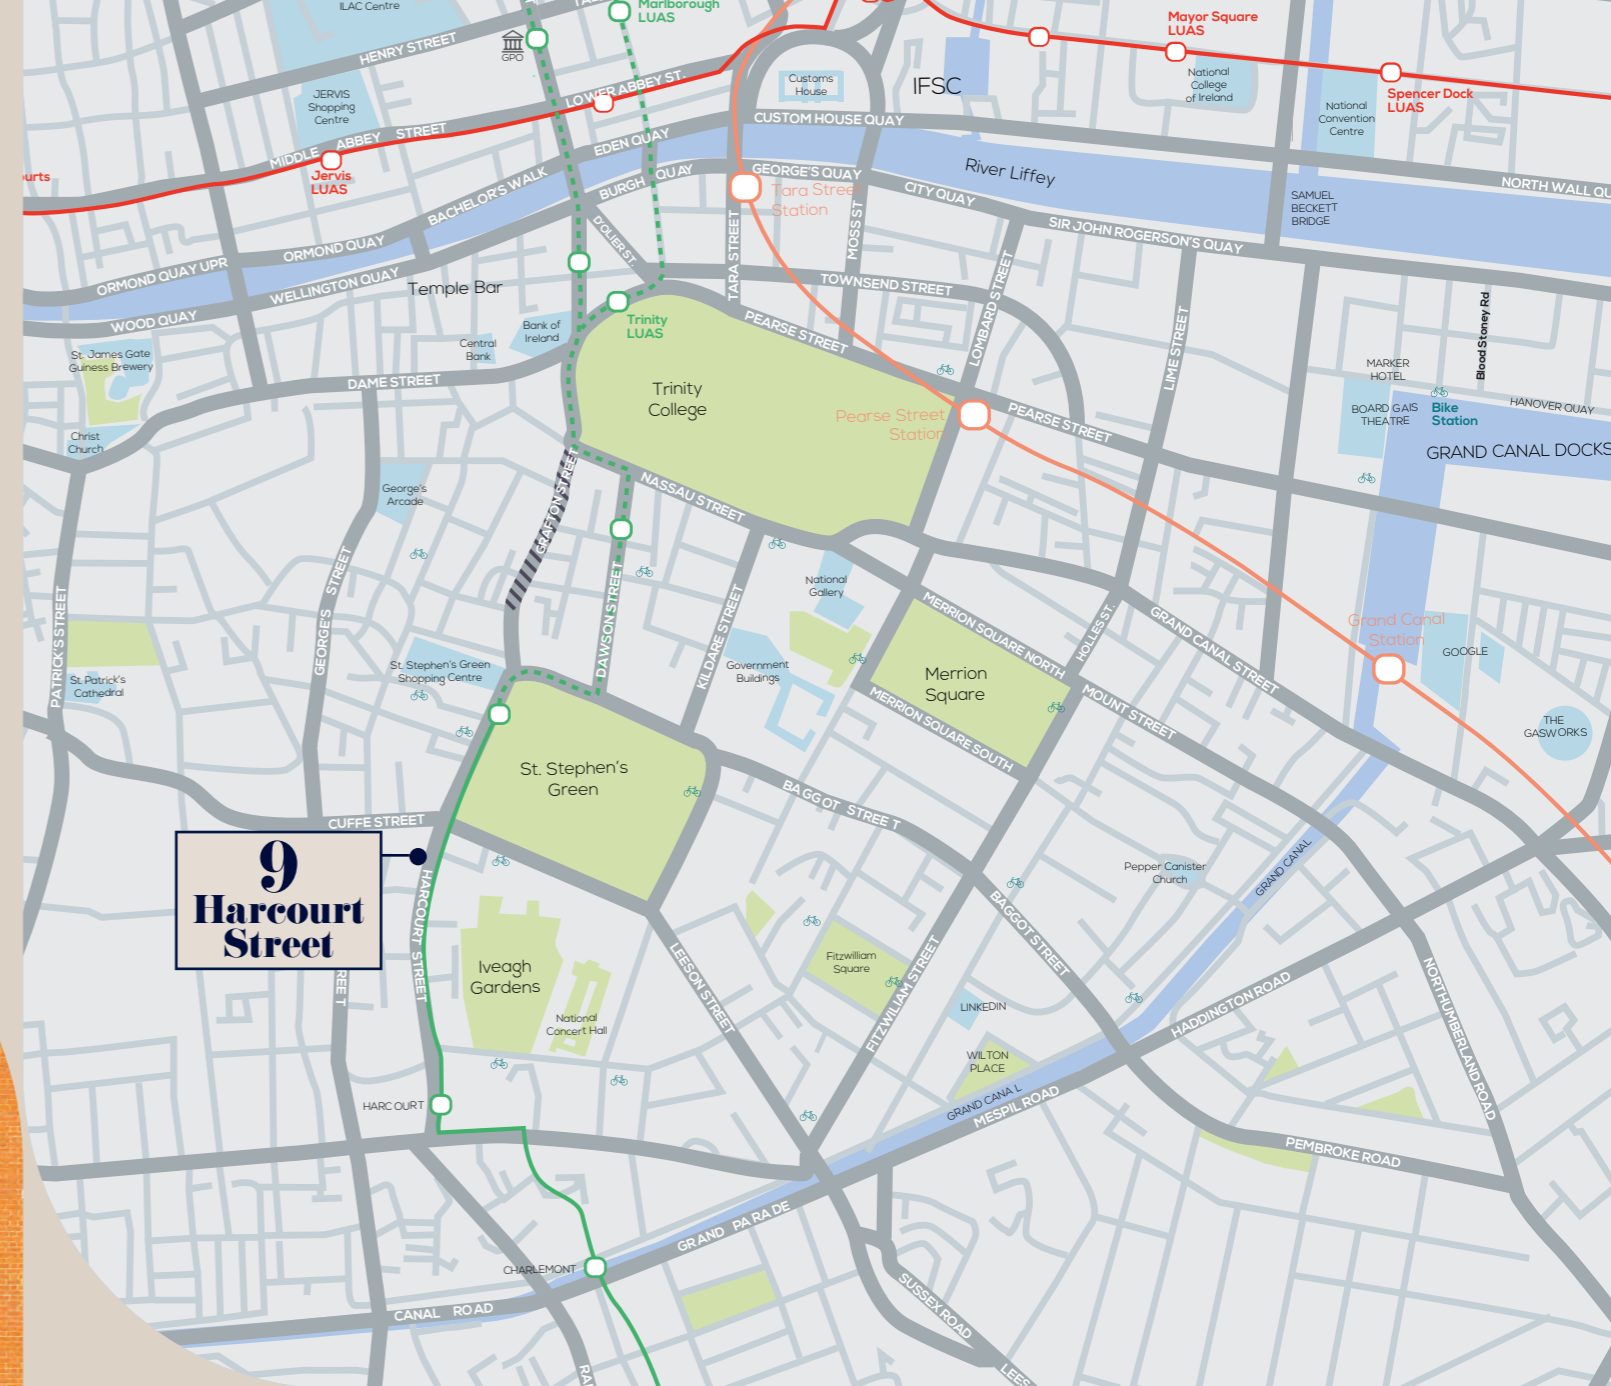 ILAC Centre
Marlborough
LUAS
HENRY STREET
GPO
Mayor Square
LUAS
Customs
House
IFSC
National
College
of Ireland
Spencer Dock
LUAS
National
Convention
Centre
JERVIS
Shopping
Centre
LOWER ABBEY ST.
MIDDLE ABBEY STREET
Jervis
LUAS
EDEN QUAY
CUSTOM HOUSE QUAY
BACHELOR'S WALK
BURGH QUAY
GEORGE'S QUAY
Tara Street
Station
CITY QUAY
River Liffey
NORTH WALL QU
SAMUEL
BECKETT
BRIDGE
SIR JOHN ROGERSON'S QUAY
D'OLIER ST.
TARA STREET
MOSS ST
ORMOND QUAY
ORMOND QUAY UPR
WELLINGTON QUAY
WOOD QUAY
Temple Bar
TOWNSEND STREET
LOMBARD STREET
LIME STREET
Blood Stoney Rd
Trinity
LUAS
PEARSE STREET
Bank of
Ireland
Central
Bank
St. James Gate
Guiness Brewery
DAME STREET
Trinity
College
MARKER
HOTEL
BOARD GAIS
THEATRE
Bike
Station
HANOVER QUAY
Pearse Street
Station
PEARSE STREET
GRAND CANAL DOCKS
Christ
Church
George's
Arcade
GRAFTON STREET
NASSAU STREET
DAWSON STREET
KILDARE STREET
National
Gallery
MERRION SQUARE NORTH
HOLLES ST.
GRAND CANAL STREET
Grand Canal
Station
GOOGLE
PATRICK'S STREET
GEORGE'S STREET
St. Patrick's
Cathedral
St. Stephen's Green
Shopping Centre
Government
Buildings
Merrion
Square
MERRION SQUARE SOUTH
MOUNT STREET
THE
GASWORKS
St. Stephen's
Green
BAGGOT STREET
CUFFE STREET
9
Harcourt
Street
HARCOURT STREET
REET
Pepper Canister
Church
GRAND CANAL
BAGGOT STREET
Iveagh
Gardens
National
Concert Hall
LEESON STREET
Fitzwilliam
Square
FITZWILIAM STREET
LINKEDIN
WILTON
PLACE
HADDINGTON ROAD
NORTHUMBERLAND ROAD
GRAND CANAL
MESPIL ROAD
HARCOURT
PEMBROKE ROAD
GRAND PARADE
CHARLEMONT
CANAL ROAD
SUSSEX ROAD
LEES